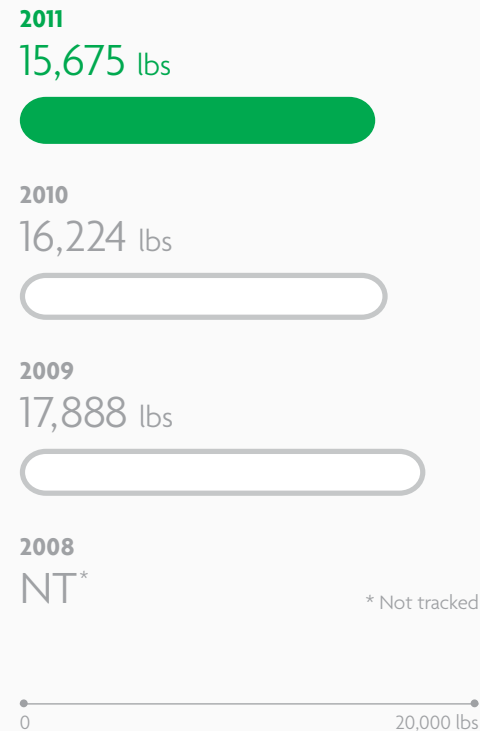 2011
15,675 lbs
2010
16,224 lbs
2009
17,888 lbs
2008
NT*
* Not tracked
0
20,000 lbs